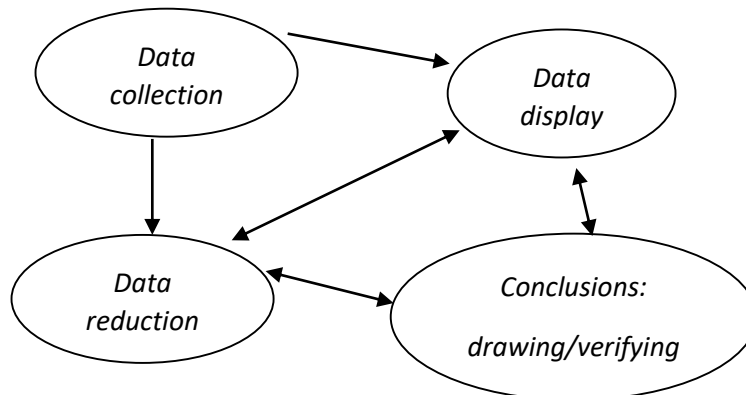 Data
collection
Data
display
Data
reduction
Conclusions:
drawing/verifying